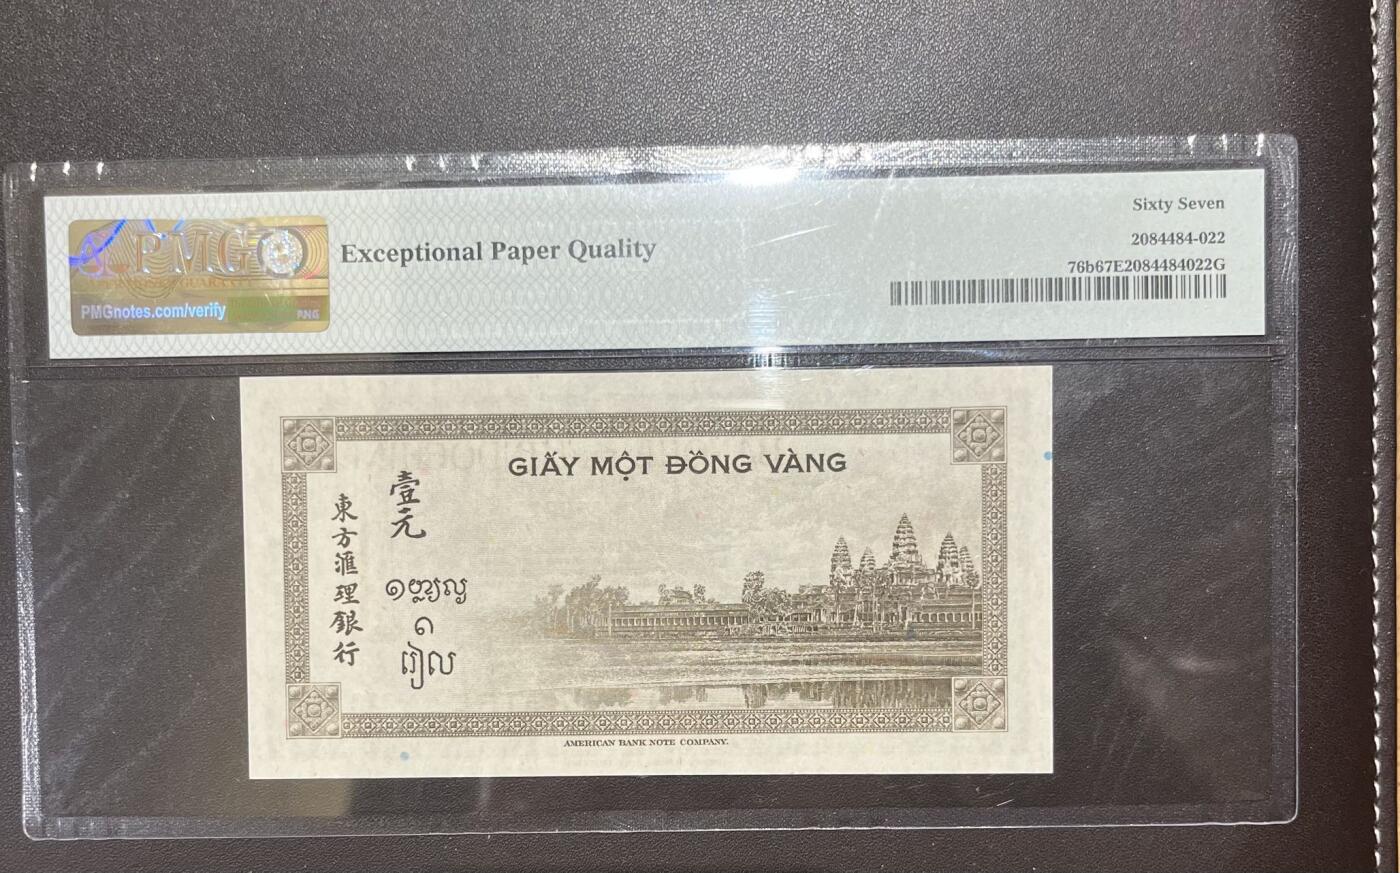 PMG
PMGnotes.com/verify
PNG
Exceptional Paper Quality
Sixty Seven
2084484-022
76b67E2084484022G
GIẤY MỘT ĐỒNG VÀNG
壹元
東方滙理銀行
១
រៀល
AMERICAN BANK NOTE COMPANY.